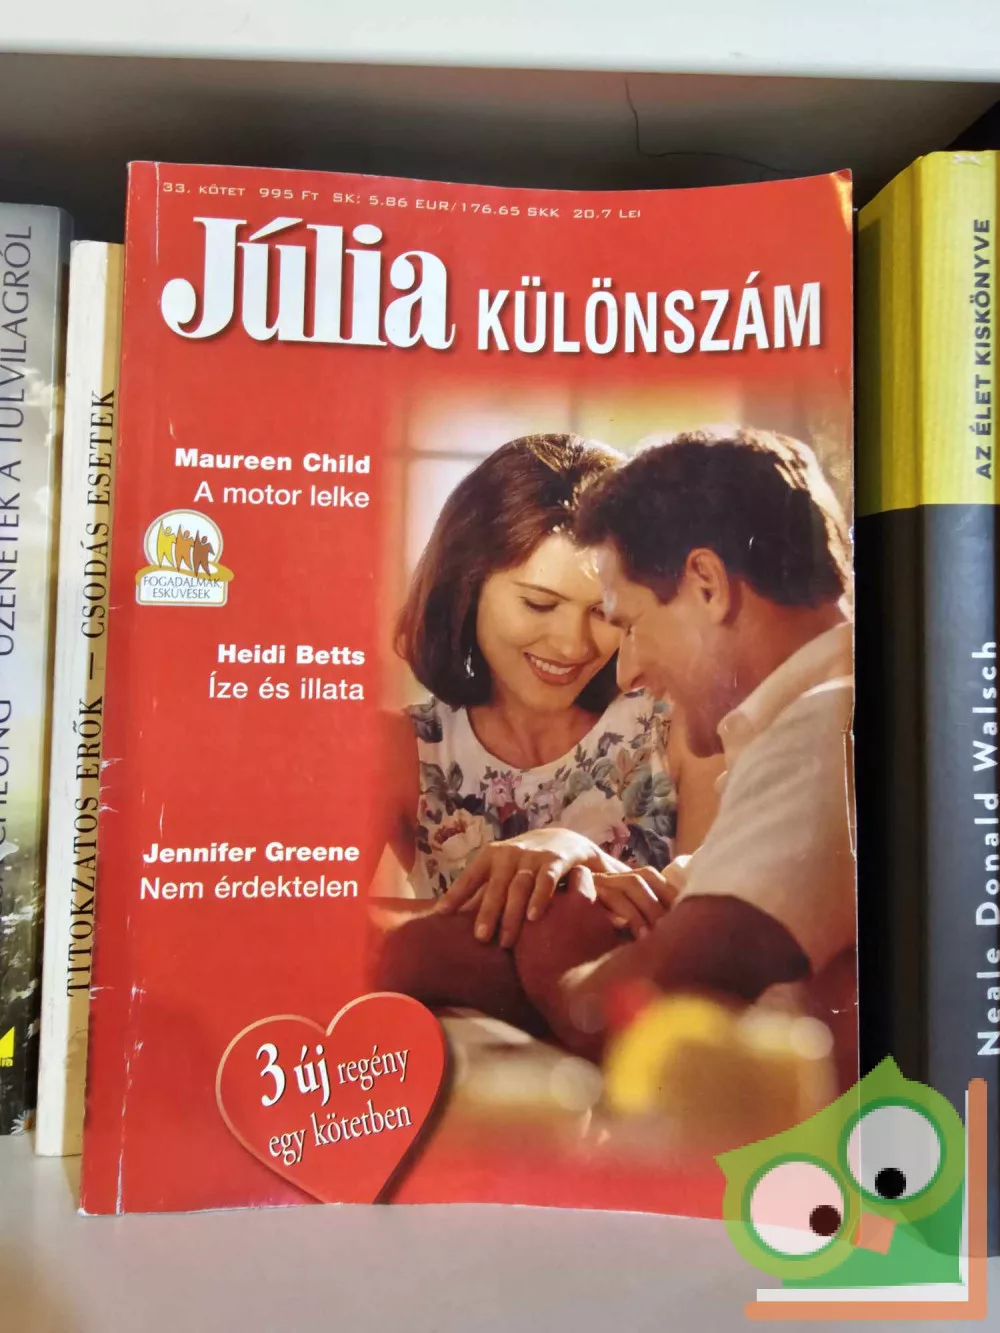 33. KÖTET 995 FT SK: 5.86 EUR/176.65 SKK 20.7 LEI
Júlia KÜLÖNSZÁM
Maureen Child
A motor lelke
FOGADALMAK,
ESKÜVÉSEK
Heidi Betts
Íze és illata
Jennifer Greene
Nem érdektelen
3 új regény
egy kötetben
ÜZENETEK A TÚLVILÁGRÓL
TITOKZATOS ERŐK — CSODÁS ESETEK
AZ ÉLET KISKÖNYVE
Neale Donald Walsch